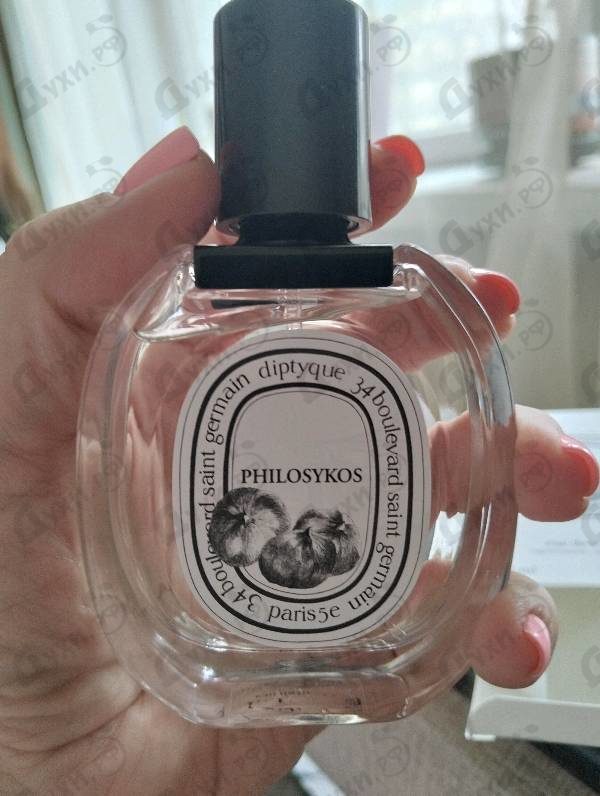 diptyque 34 boulevard saint germain paris 5e 34 boulevard saint germain
PHILOSYKOS
Духи.РФ